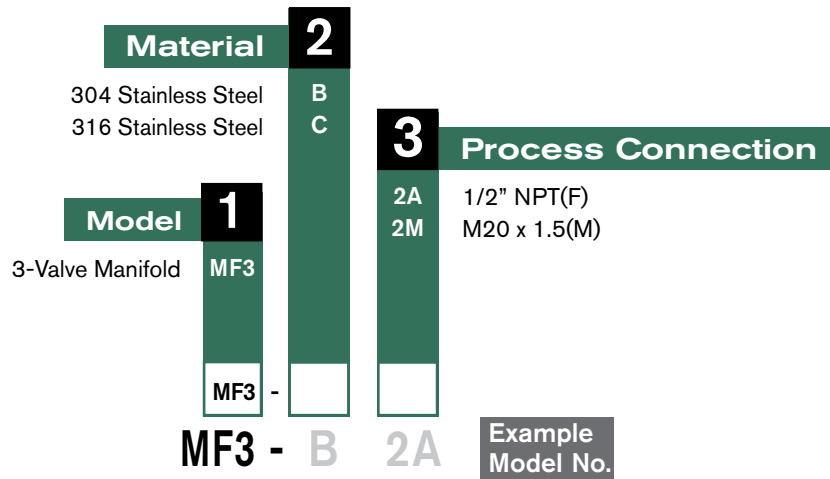 Material 2
304 Stainless Steel B
316 Stainless Steel C
3 Process Connection
2A 1/2” NPT(F)
2M M20 x 1.5(M)
Model 1
3-Valve Manifold MF3
MF3 -
MF3 - B 2A
Example
Model No.